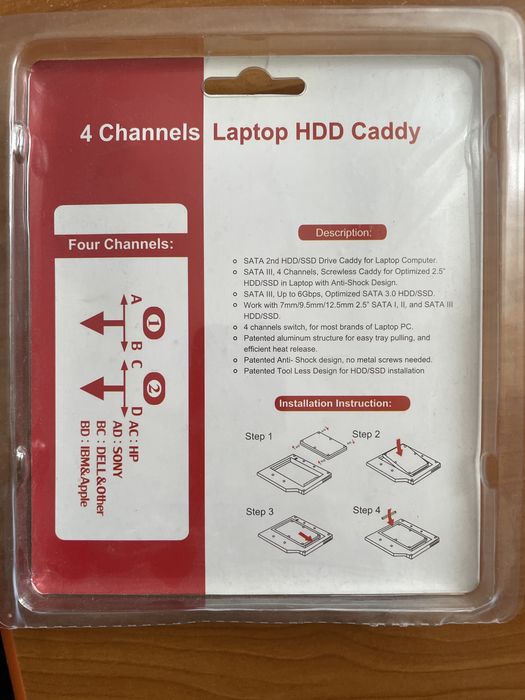 4 Channels Laptop HDD Caddy
Four Channels:
A
B
1
C
D
2
AC : HP
AD : SONY
BC : DELL&Other
BD : IBM&Apple
Description:
SATA 2nd HDD/SSD Drive Caddy for Laptop Computer.
SATA III, 4 Channels, Screwless Caddy for Optimized 2.5"
HDD/SSD in Laptop with Anti-Shock Design.
SATA III, Up to 6Gbps, Optimized SATA 3.0 HDD/SSD.
Work with 7mm/9.5mm/12.5mm 2.5" SATA I, II, and SATA III
HDD/SSD.
4 channels switch, for most brands of Laptop PC.
Patented aluminum structure for easy tray pulling, and
efficient heat release.
Patented Anti- Shock design, no metal screws needed.
Patented Tool Less Design for HDD/SSD installation
Installation Instruction:
Step 1
Step 2
Step 3
Step 4